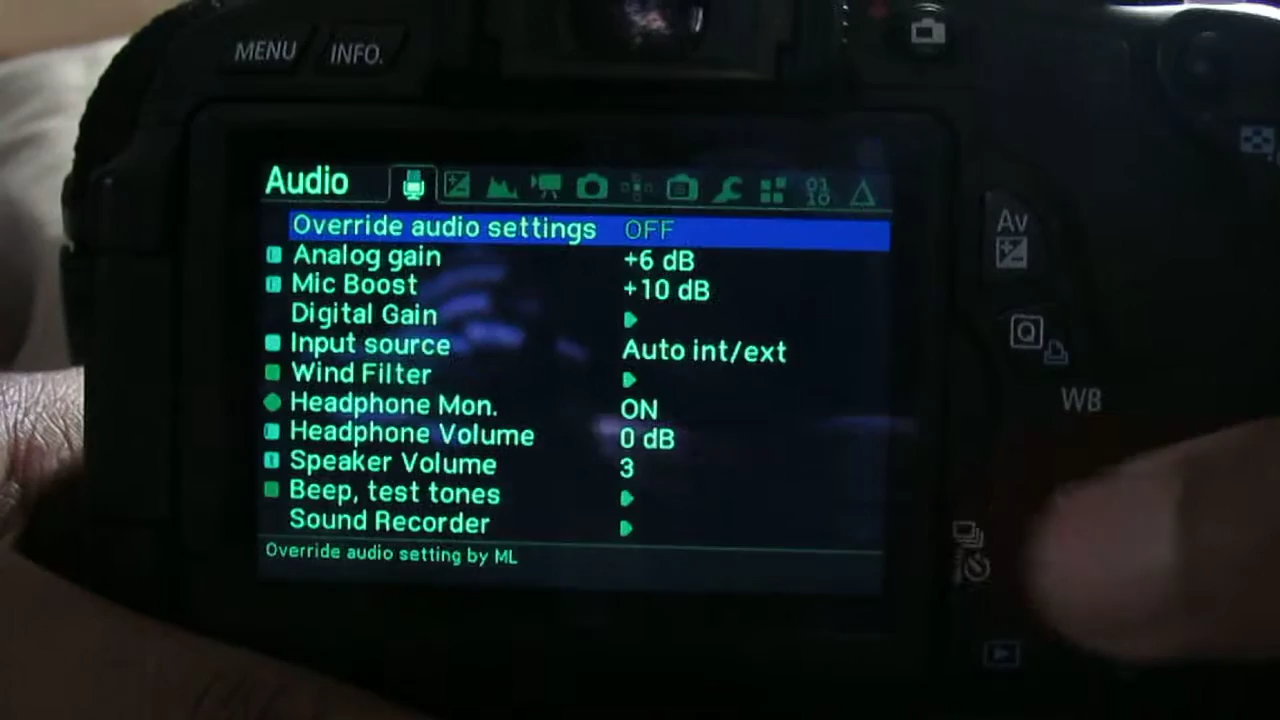 MENU INFO.
Audio
Override audio settings OFF
Analog gain +6 dB
Mic Boost +10 dB
Digital Gain
Input source Auto int/ext
Wind Filter
Headphone Mon. ON
Headphone Volume 0 dB
Speaker Volume 3
Beep, test tones
Sound Recorder
Override audio setting by ML
Av
Q
WB